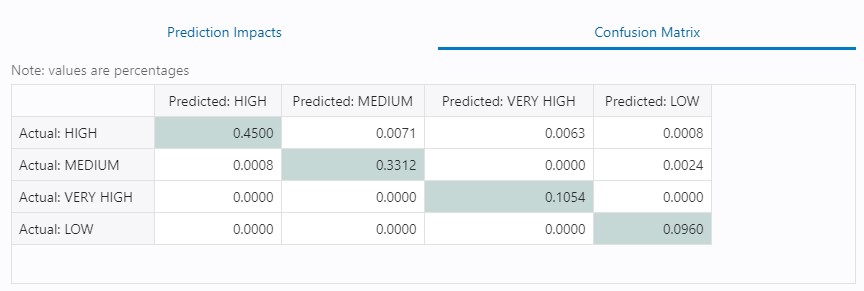 Prediction Impacts Confusion Matrix
Note: values are percentages
Predicted: HIGH Predicted: MEDIUM Predicted: VERY HIGH Predicted: LOW
Actual: HIGH 0.4500 0.0071 0.0063 0.0008
Actual: MEDIUM 0.0008 0.3312 0.0000 0.0024
Actual: VERY HIGH 0.0000 0.0000 0.1054 0.0000
Actual: LOW 0.0000 0.0000 0.0000 0.0960